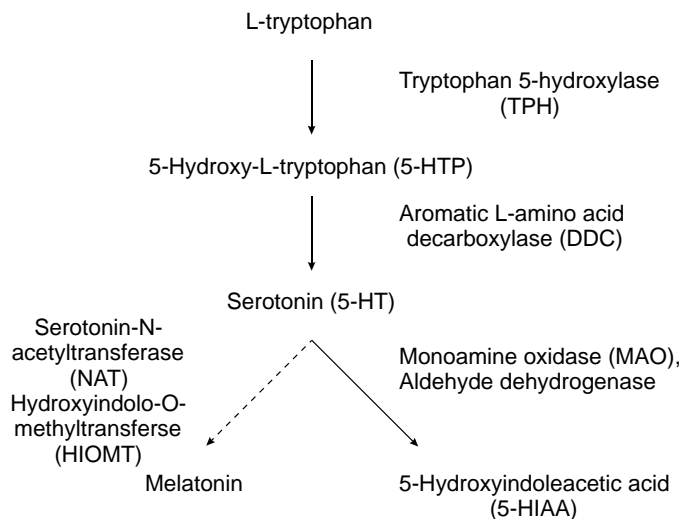 L-tryptophan
Tryptophan 5-hydroxylase
(TPH)
5-Hydroxy-L-tryptophan (5-HTP)
Aromatic L-amino acid
decarboxylase (DDC)
Serotonin (5-HT)
Serotonin-N-
acetyltransferase
(NAT)
Hydroxyindolo-O-
methyltransferse
(HIOMT)
Monoamine oxidase (MAO),
Aldehyde dehydrogenase
Melatonin
5-Hydroxyindoleacetic acid
(5-HIAA)